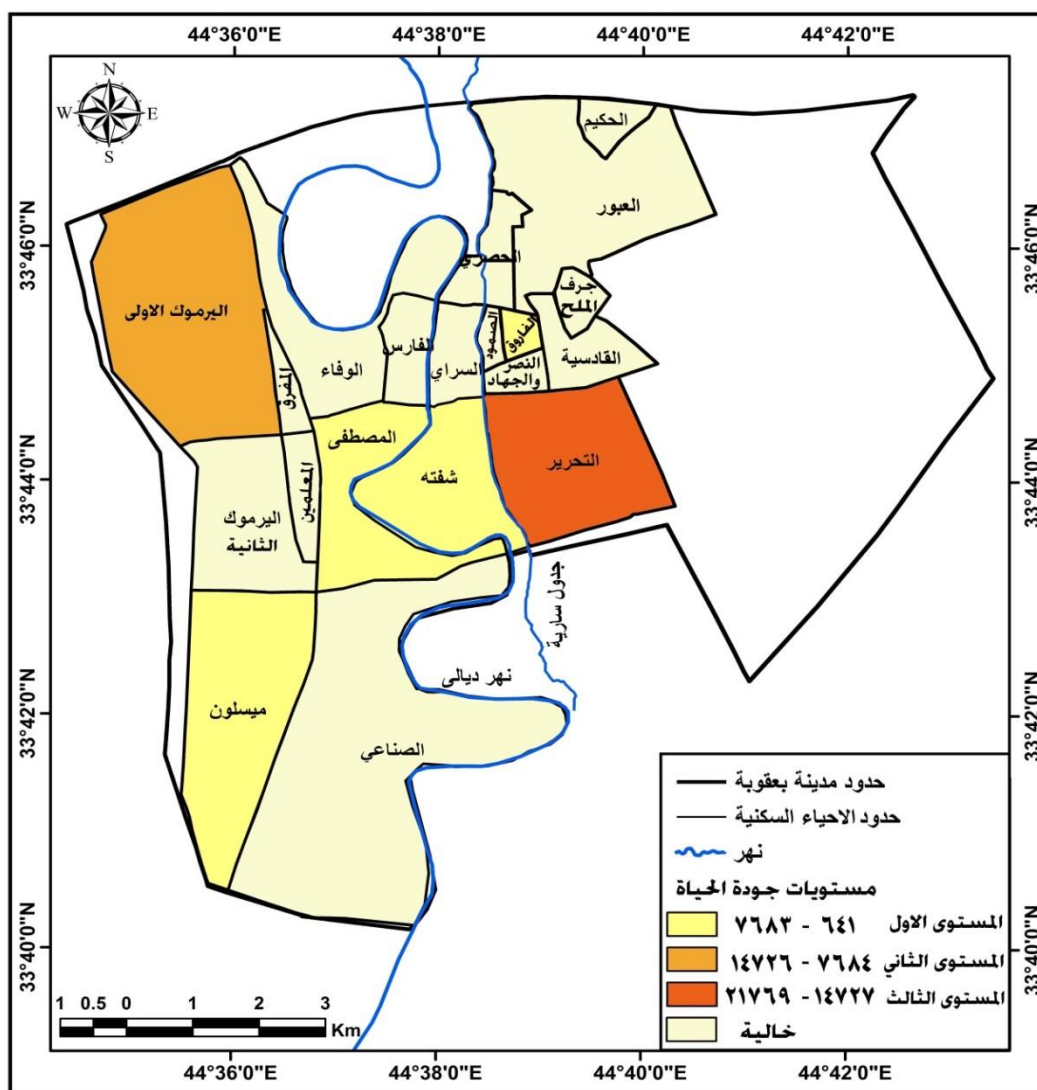 44°36'0"E 44°38'0"E 44°40'0"E 44°42'0"E
N
W E
S
33°46'0"N
33°44'0"N
33°42'0"N
33°40'0"N
33°46'0"N
33°44'0"N
33°42'0"N
33°40'0"N
الحكيم
العبور
الحصري
جرف
الملح
اليرموك الاولى
الصمود
الفاروق
الفارس
السراي
النصر
والجهاد
القادسية
الوفاء
المفرق
المصطفى
شفته
التحرير
المعلمين
اليرموك
الثانية
جدول سارية
نهر ديالى
ميسلون
الصناعي
حدود مدينة بعقوبة
حدود الاحياء السكنية
نهر
مستويات جودة الحياة
المستوى الاول ٦٤١ - ٧٦٨٣
المستوى الثاني ٧٦٨٤ - ١٤٧٢٦
المستوى الثالث ١٤٧٢٧ - ٢١٧٦٩
خالية
1 0.5 0 1 2 3
Km
44°36'0"E 44°38'0"E 44°40'0"E 44°42'0"E